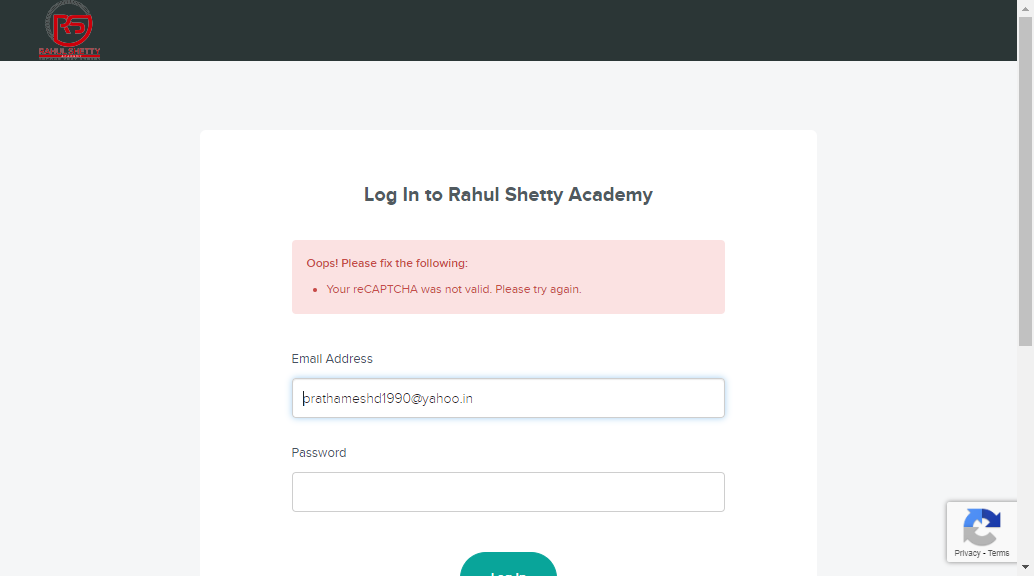 RAHUL SHETTY
Log In to Rahul Shetty Academy
Oops! Please fix the following:
Your reCAPTCHA was not valid. Please try again.
Email Address
prathameshd1990@yahoo.in
Password
Log In
Privacy - Terms